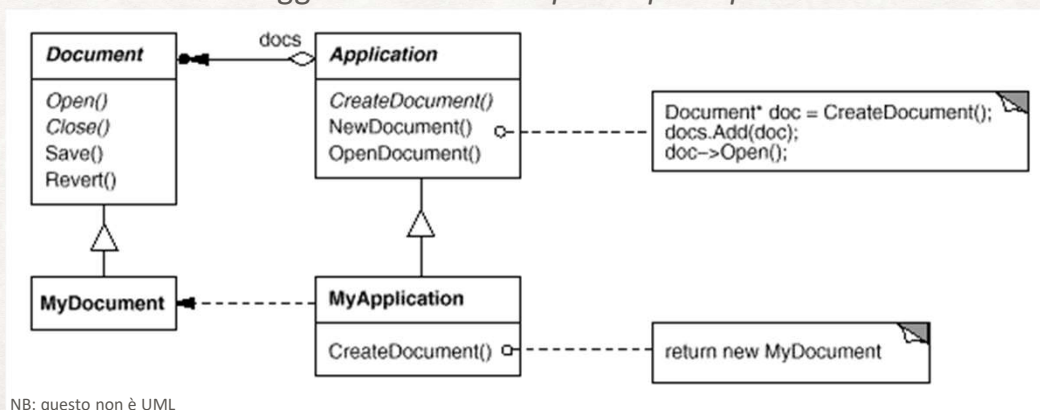 docs
Document
Open()
Close()
Save()
Revert()
Application
CreateDocument()
NewDocument()
OpenDocument()
Document* doc = CreateDocument();
docs.Add(doc);
doc–>Open();
MyDocument
MyApplication
CreateDocument()
return new MyDocument
NB: questo non è UML